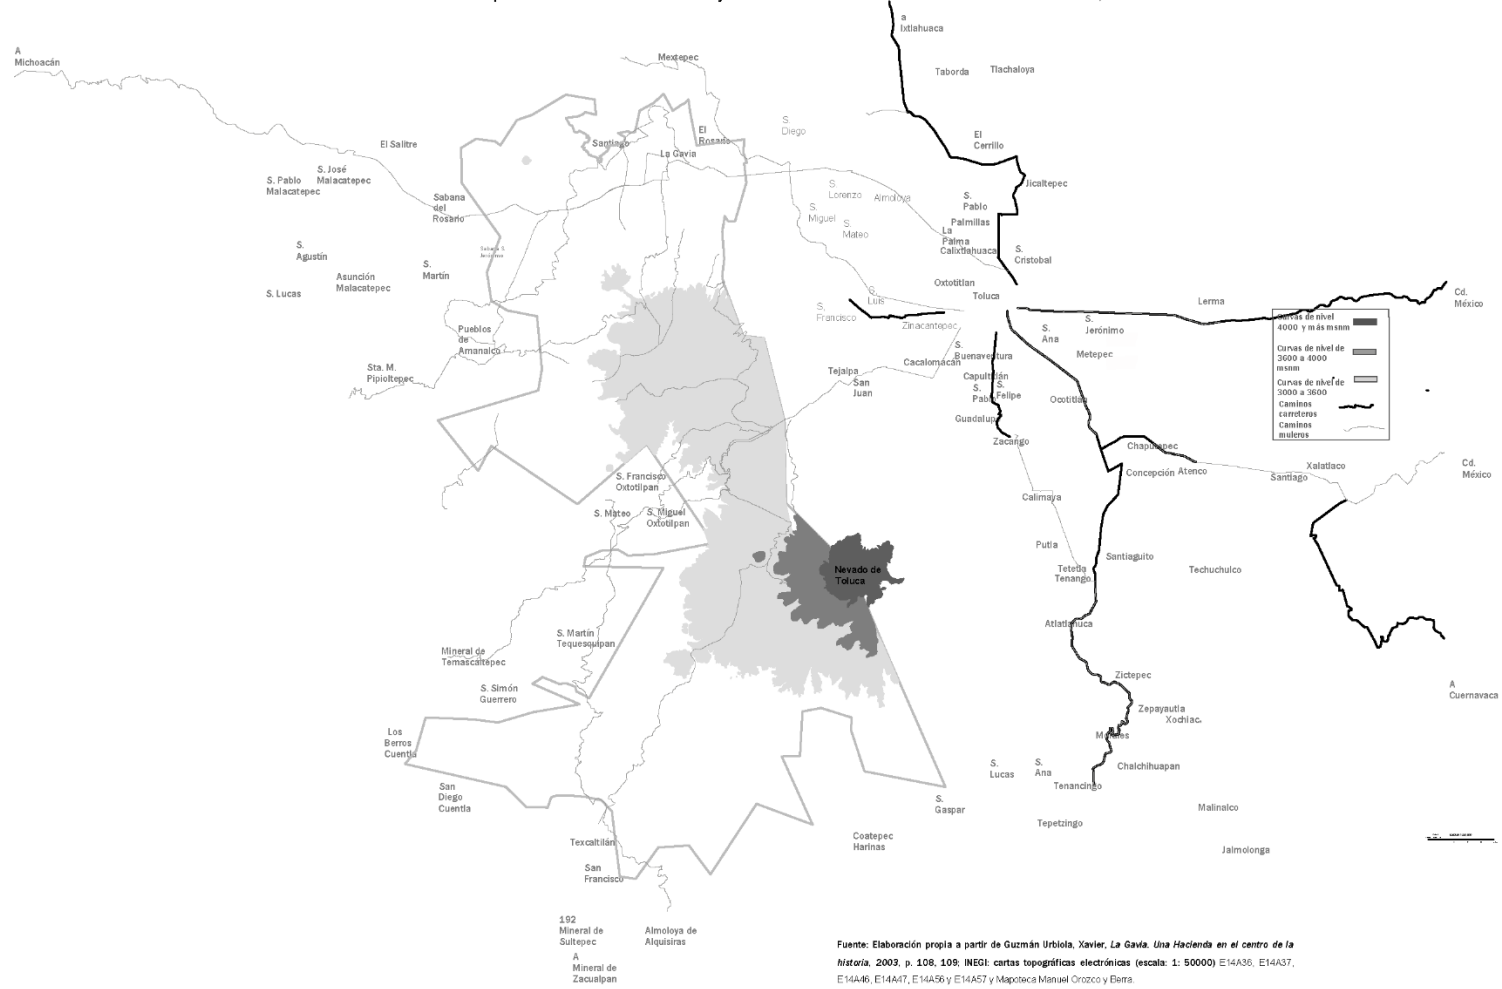 a
Ixtlahuaca
A
Michoacán
Mextepec
Taborda
Tlachaloya
S.
Diego
El
Rosario
El
Cerrillo
Santiago
La Gavia
El Salitre
S. José
Malacatepec
S. Pablo
Malacatepec
Sabana
del
Rosario
S.
Lorenzo
Almoloya
Jicaltepec
S.
Pablo
S.
Miguel
S.
Mateo
Palmillas
La
Palma
Calixtlahuaca
S.
Cristobal
S.
Agustín
S.
Martín
Asunción
Malacatepec
S. Lucas
Oxtotitlan
Toluca
S.
Luis
S.
Francisco
Zinacantepec
Lerma
Cd.
México
S.
Jerónimo
S.
Ana
Metepec
Curvas de nivel
4000 y más msnm
Curvas de nivel de
3600 a 4000
msnm
Curvas de nivel de
3000 a 3600
Caminos
carreteros
Caminos
muleros
Pueblos
de
Amanalco
Sta. M.
Pipioltepec
S.
Buenaventura
Cacalomacán
Tejalpa
San
Juan
Capultitlán
S.
Pablo
S.
Felipe
Ocotitlán
Guadalup
Zacango
Chapultepec
Concepción Atenco
Santiago
Xalatlaco
Cd.
México
S. Francisco
Oxtotilpan
S. Mateo
S. Miguel
Oxtotilpan
Calimaya
Putla
Santiaguito
Tetetla
Tenango
Techuchulco
Nevado de
Toluca
Atlatlahuca
S. Martín
Tequesquipan
Mineral de
Temascaltepec
S. Simón
Guerrero
Zictepec
A
Cuernavaca
Zepayautla
Xochiac.
Los
Berros
Cuentla
Morales
S.
Lucas
S.
Ana
Chalchihuapan
San
Diego
Cuentla
Tenancingo
S.
Gaspar
Malinalco
Tepetzingo
Coatepec
Harinas
Texcaltilán
Jalmolonga
San
Francisco
192
Mineral de
Sultepec
Almoloya de
Alquisiras
A
Mineral de
Zacualpan
Fuente: Elaboración propia a partir de Guzmán Urbiola, Xavier, La Gavia. Una Hacienda en el centro de la
historia, 2003, p. 108, 109; INEGI: cartas topográficas electrónicas (escala: 1: 50000) E14A36, E14A37,
E14A46, E14A47, E14A56 y E14A57 y Mapoteca Manuel Orozco y Berra.